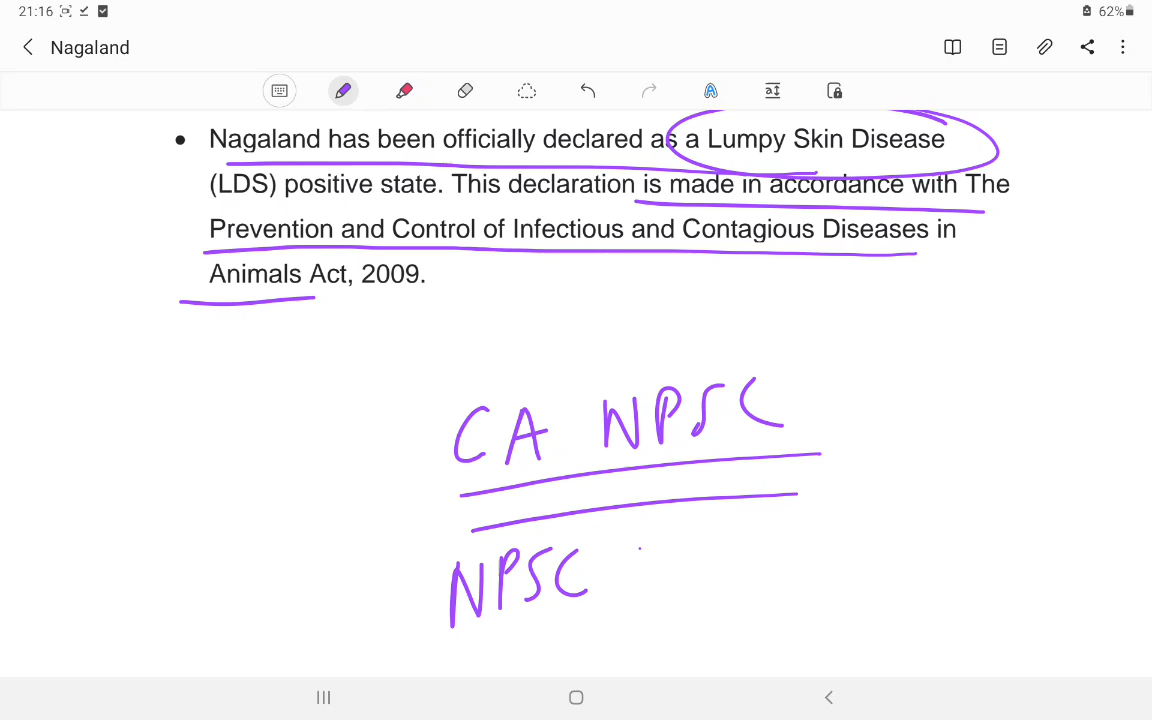 21:16 62%
Nagaland
• Nagaland has been officially declared as a Lumpy Skin Disease
(LDS) positive state. This declaration is made in accordance with The
Prevention and Control of Infectious and Contagious Diseases in
Animals Act, 2009.
CA NPSC
NPSC